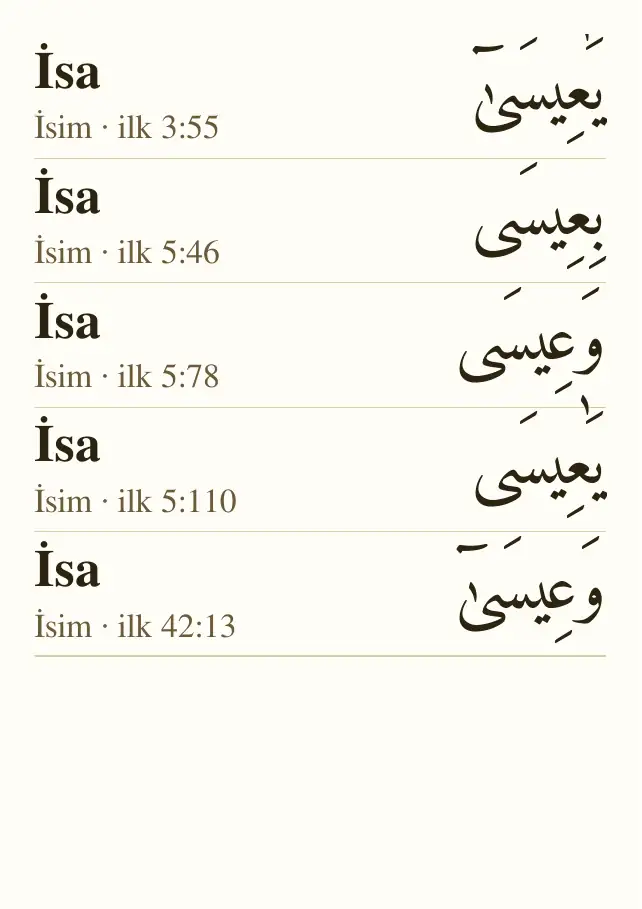 İsa
يَٰعِيسَىٰٓ
İsim · ilk 3:55
İsa
بِعِيسَى
İsim · ilk 5:46
İsa
وَعِيسَى
İsim · ilk 5:78
İsa
يَٰعِيسَى
İsim · ilk 5:110
İsa
وَعِيسَىٰٓ
İsim · ilk 42:13